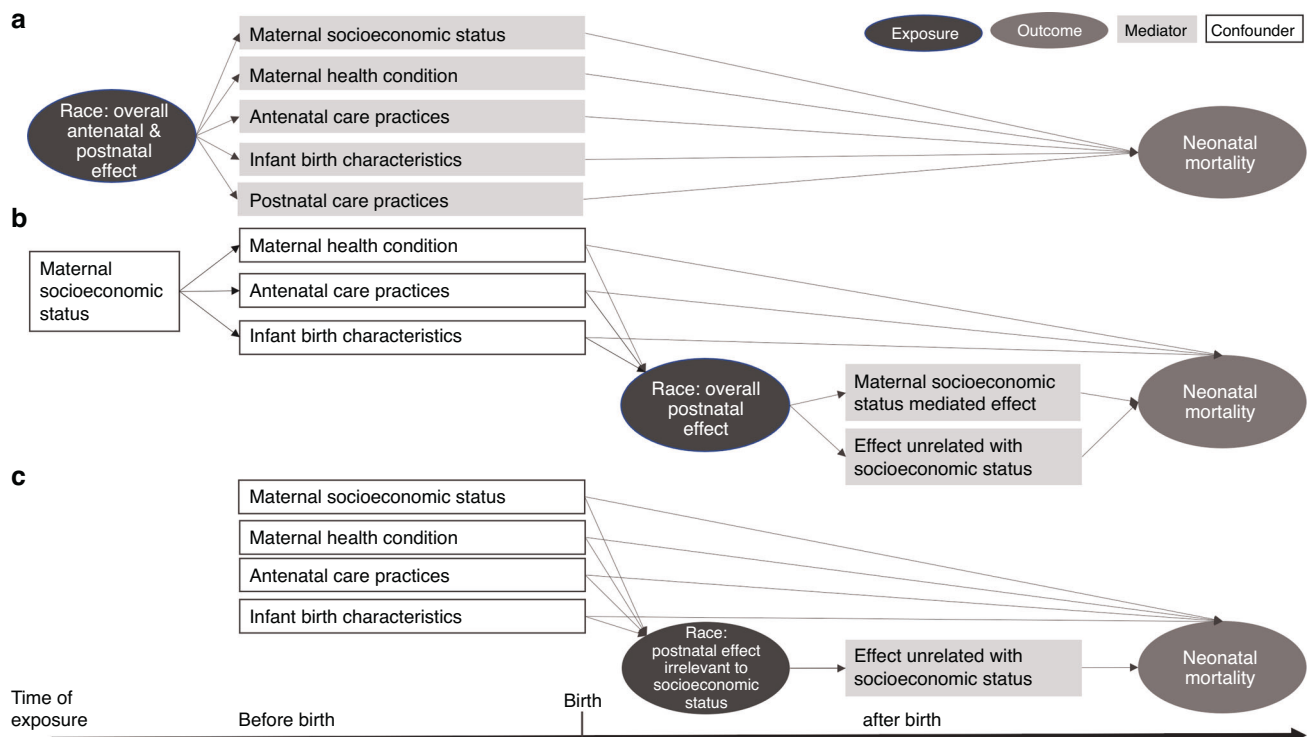 a
Exposure
Outcome
Mediator
Confounder
Maternal socioeconomic status
Maternal health condition
Antenatal care practices
Infant birth characteristics
Postnatal care practices
Race: overall
antenatal &
postnatal
effect
Neonatal
mortality
b
Maternal
socioeconomic
status
Maternal health condition
Antenatal care practices
Infant birth characteristics
Race: overall
postnatal
effect
Maternal socioeconomic
status mediated effect
Effect unrelated with
socioeconomic status
Neonatal
mortality
c
Maternal socioeconomic status
Maternal health condition
Antenatal care practices
Infant birth characteristics
Race:
postnatal effect
irrelevant to
socioeconomic
status
Effect unrelated with
socioeconomic status
Neonatal
mortality
Time of
exposure
Before birth
Birth
after birth